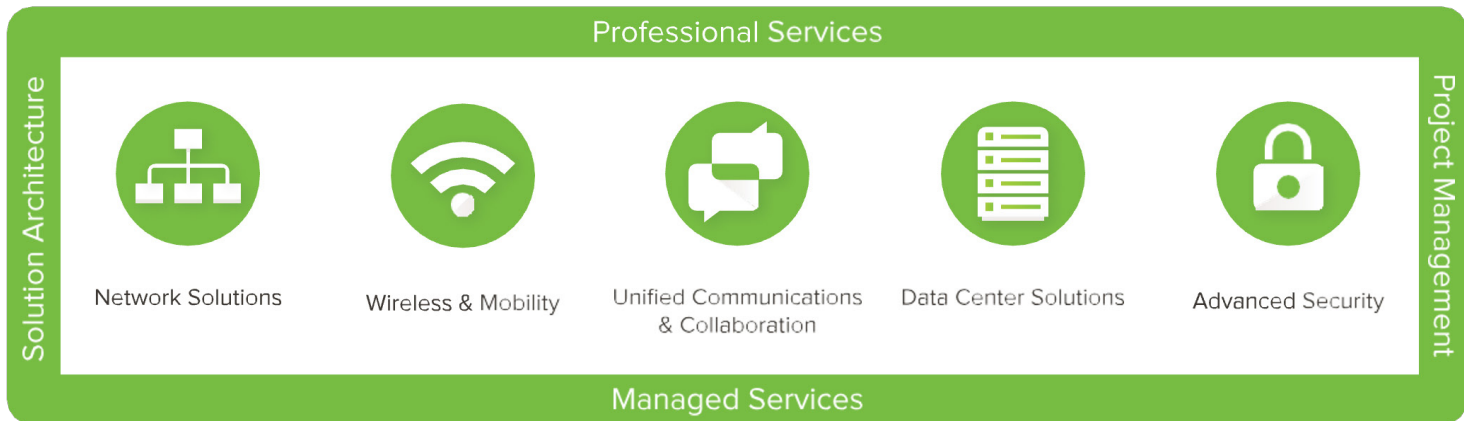 Professional Services
Solution Architecture
Project Management
Network Solutions
Wireless & Mobility
Unified Communications
& Collaboration
Data Center Solutions
Advanced Security
Managed Services